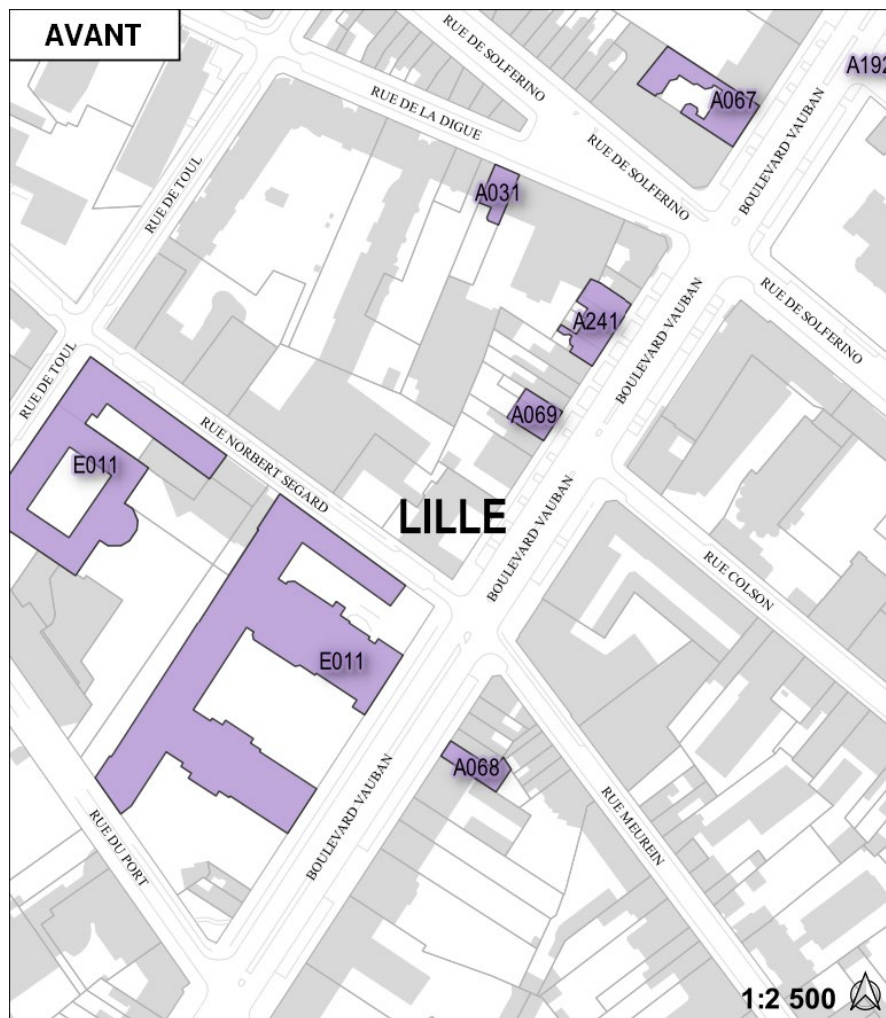 AVANT
RUE DE SOLFERINO
A192
A067
RUE DE LA DIGUE
BOULEVARD VAUBAN
RUE DE TOUL
RUE DE SOLFERINO
A031
RUE DE SOLFERINO
A241
BOULEVARD VAUBAN
RUE DE TOUL
A069
RUE NORBERT SEGARD
E011
LILLE
BOULEVARD VAUBAN
RUE COLSON
E011
A068
BOULEVARD VAUBAN
RUE MEUREIN
RUE DU PORT
1:2 500